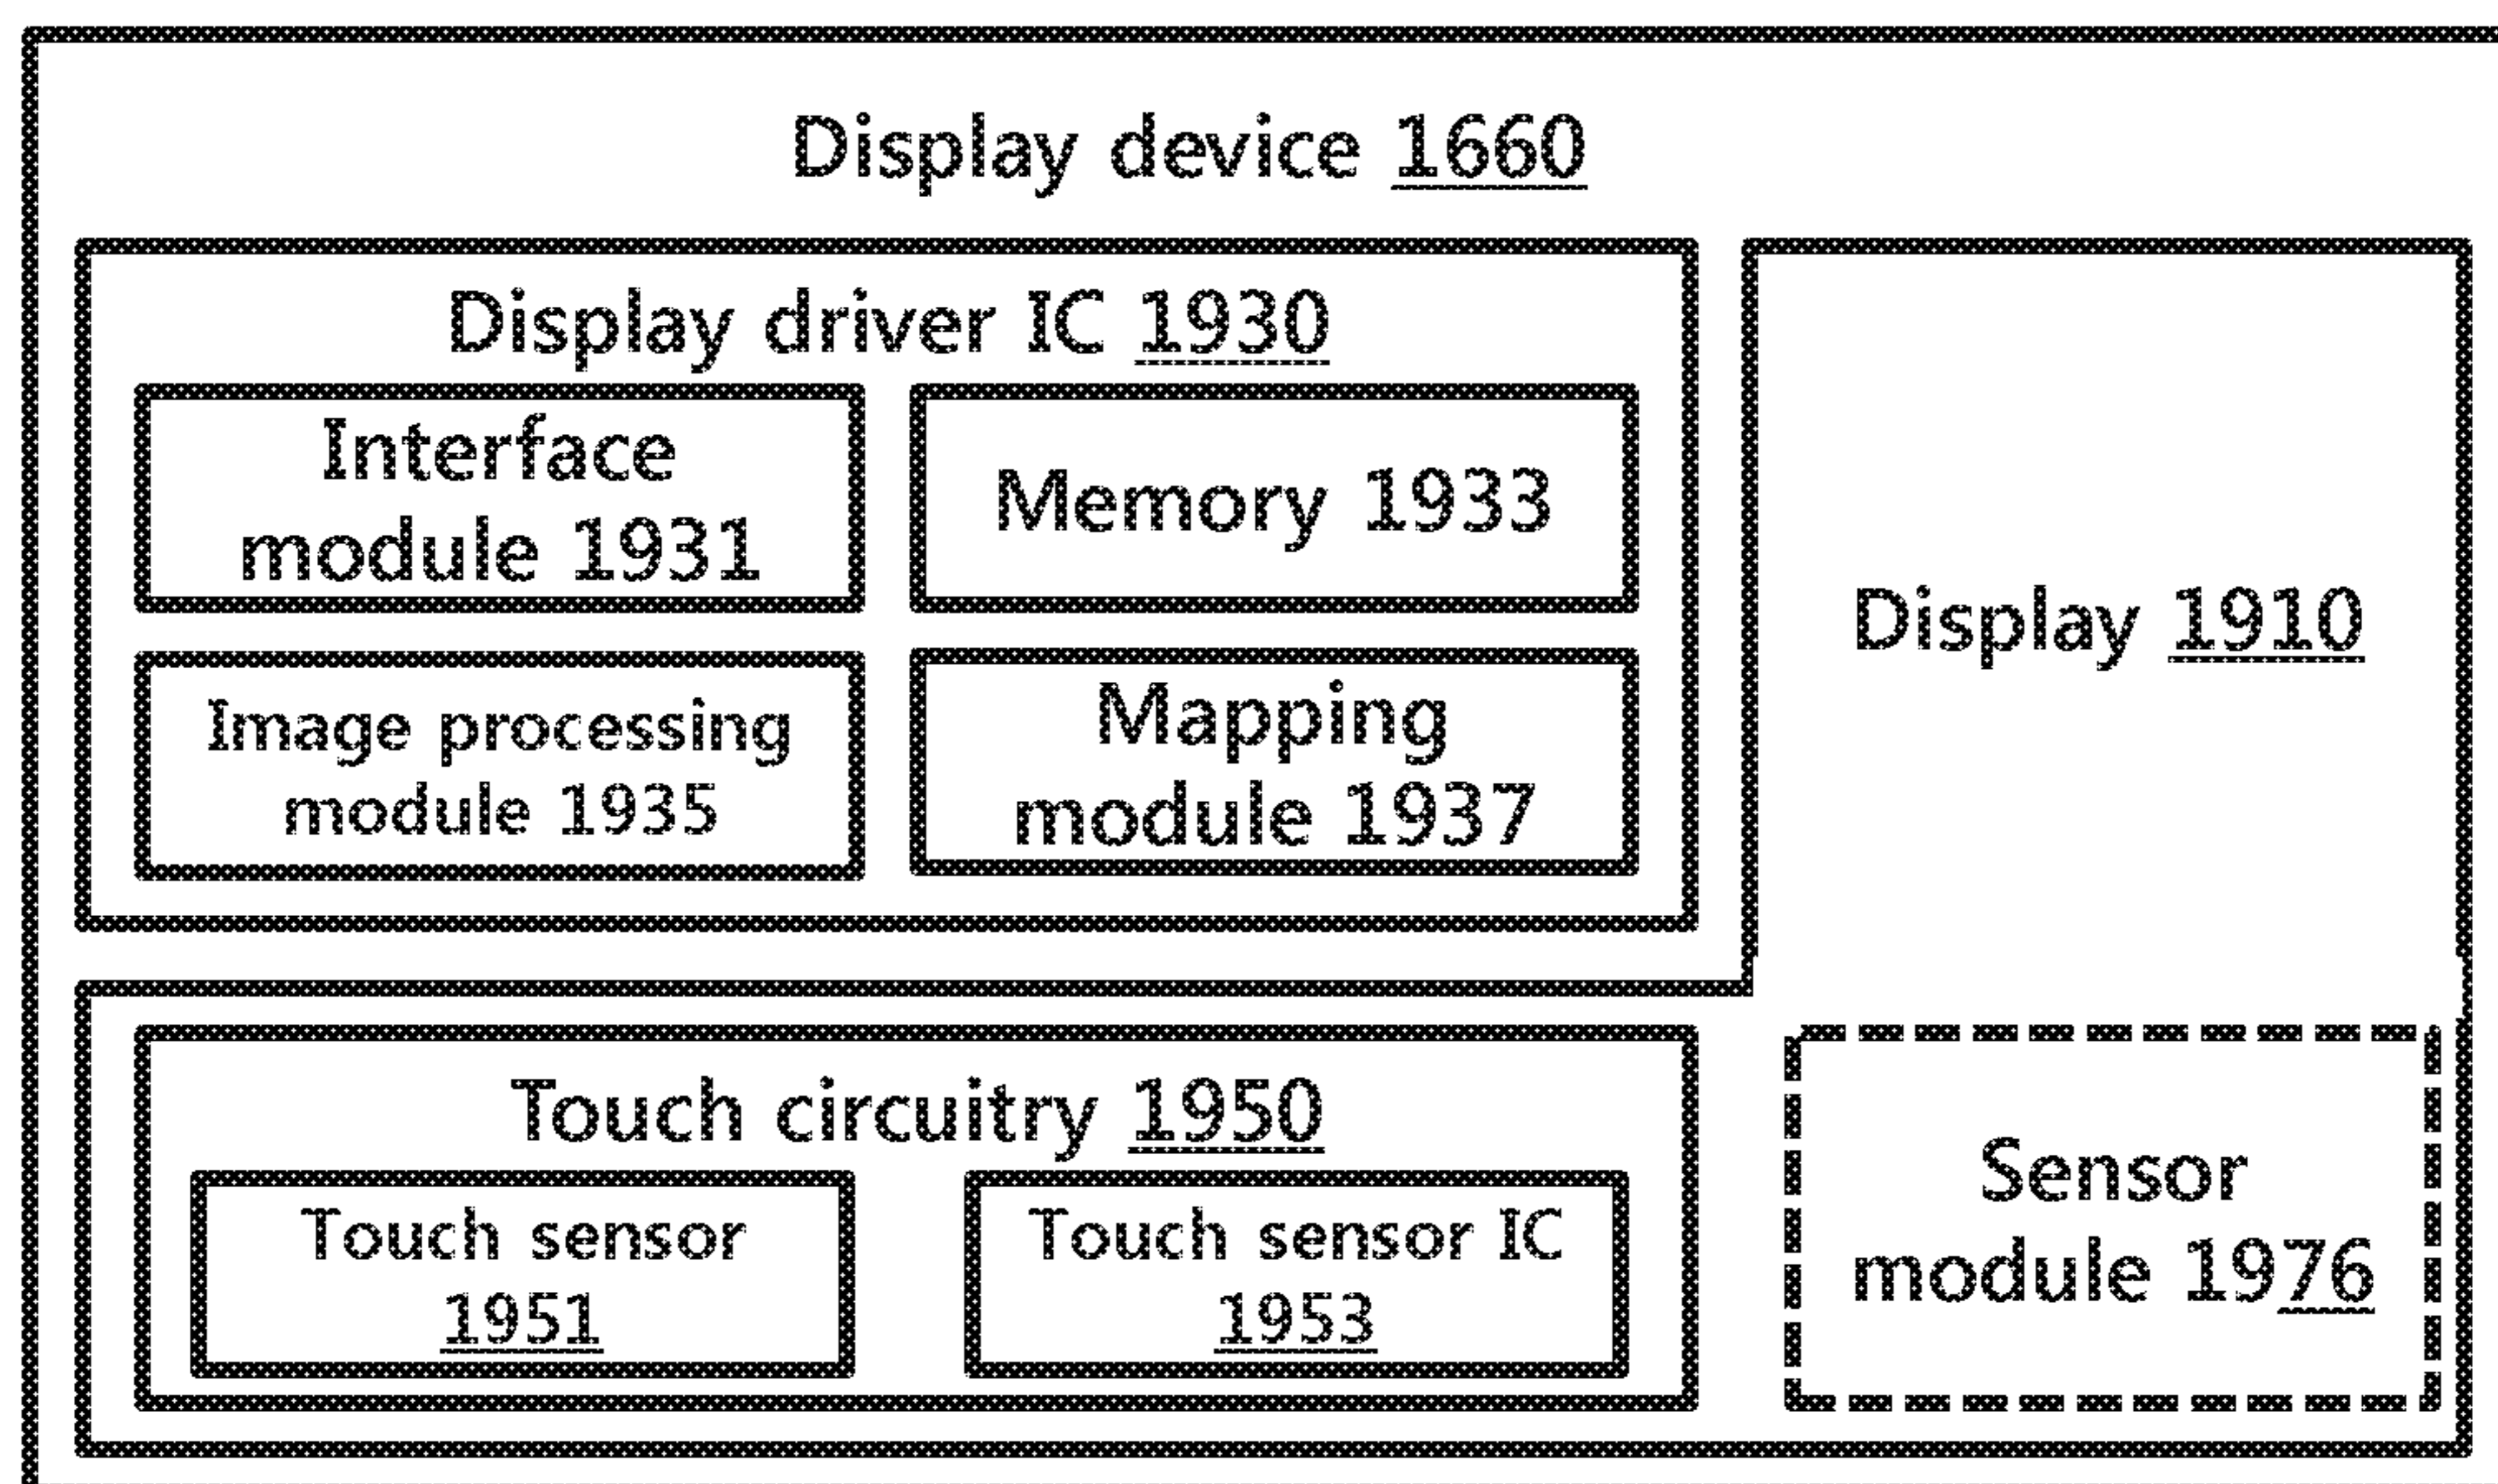 Display device 1660
Display driver IC 1930
Interface
module 1931
Memory 1933
Image processing
module 1935
Mapping
module 1937
Display 1910
Touch circuitry 1950
Touch sensor
1951
Touch sensor IC
1953
Sensor
module 1976